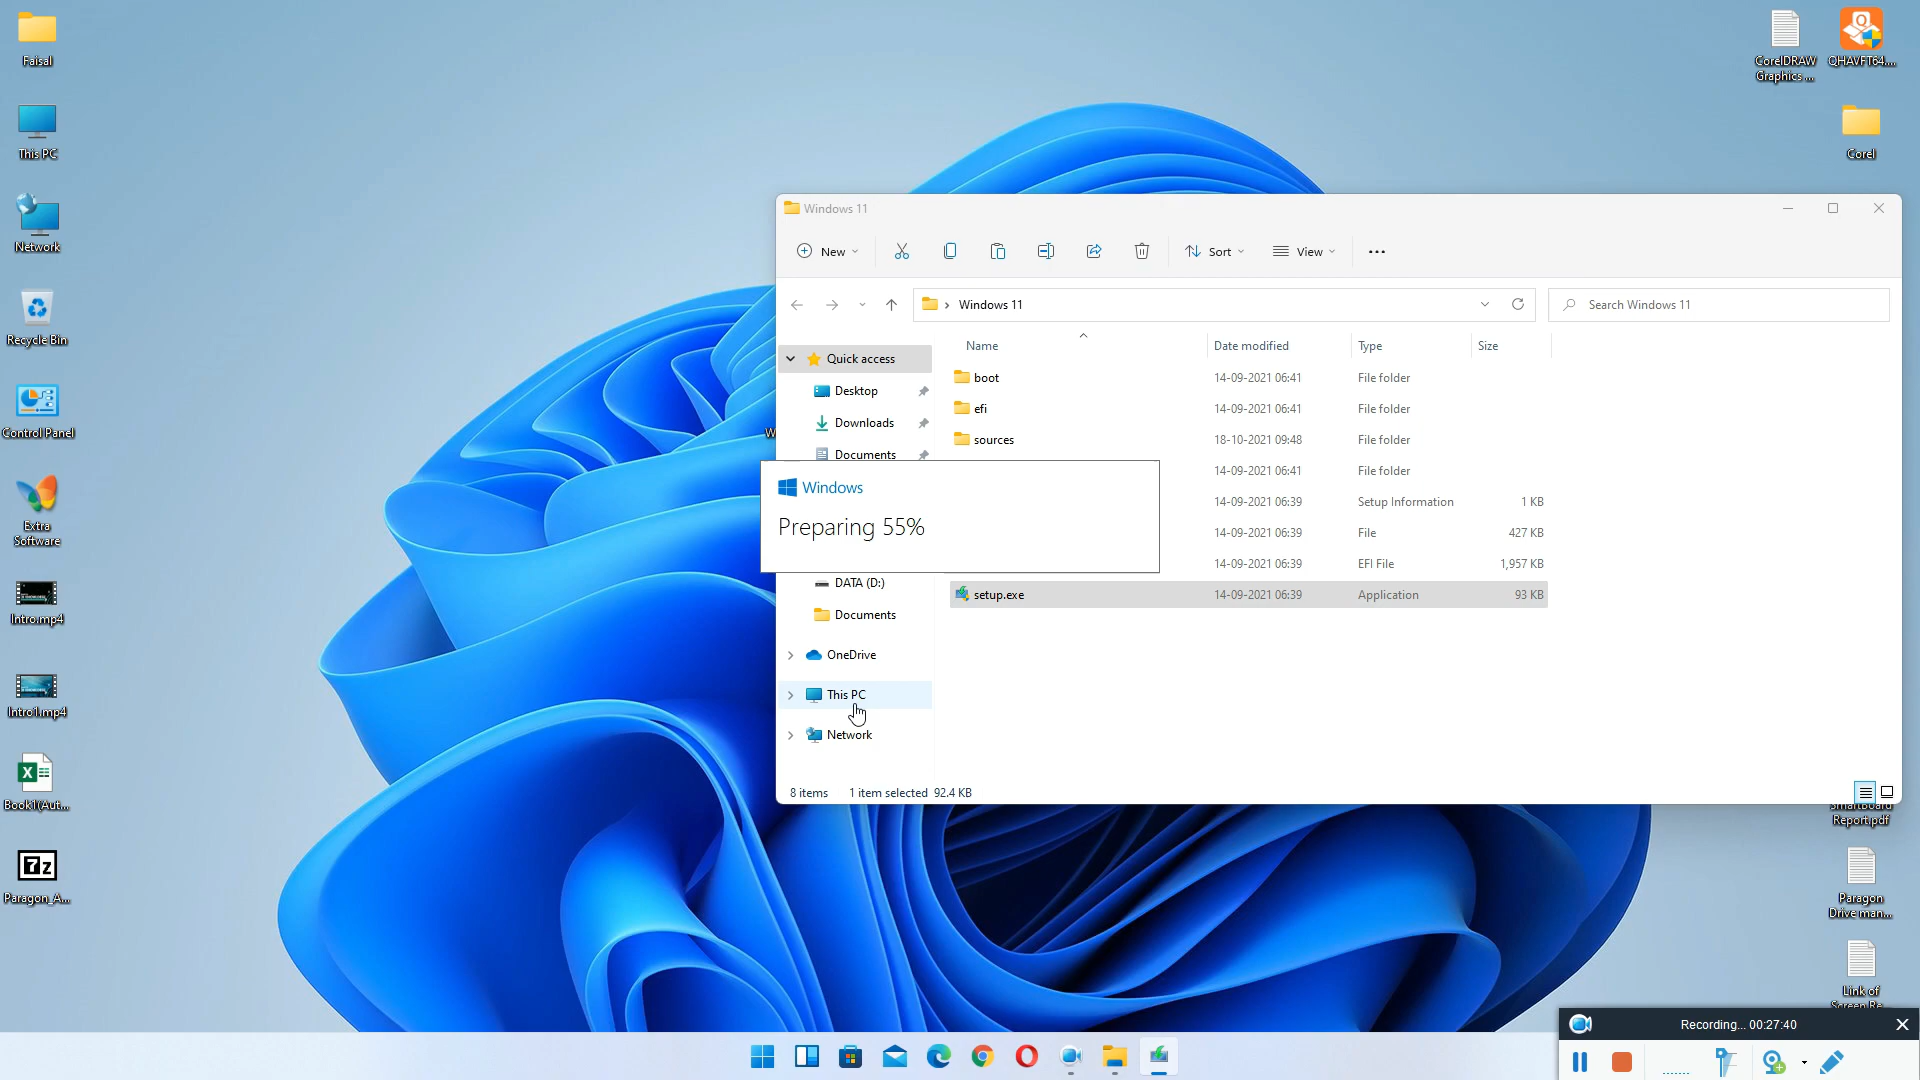 Faisal
This PC
Network
Recycle Bin
Control Panel
Extra
Software
Intro.mp4
Intro1.mp4
Book1(Aut...
7z
Paragon_A...
CorelDRAW
Graphics ...
QHAVFT64....
Corel
Windows 11
New
Sort
View
Windows 11
Search Windows 11
Name
Date modified
Type
Size
Quick access
Desktop
Downloads
Documents
DATA (D:)
Documents
OneDrive
This PC
Network
boot 14-09-2021 06:41 File folder
efi 14-09-2021 06:41 File folder
sources 18-10-2021 09:48 File folder
14-09-2021 06:41 File folder
14-09-2021 06:39 Setup Information 1 KB
14-09-2021 06:39 File 427 KB
14-09-2021 06:39 EFI File 1,957 KB
setup.exe 14-09-2021 06:39 Application 93 KB
Windows
Preparing 55%
8 items 1 item selected 92.4 KB
SmartBoard
Report.pdf
Paragon
Drive man...
Link of
Screen Re...
Recording... 00:27:40